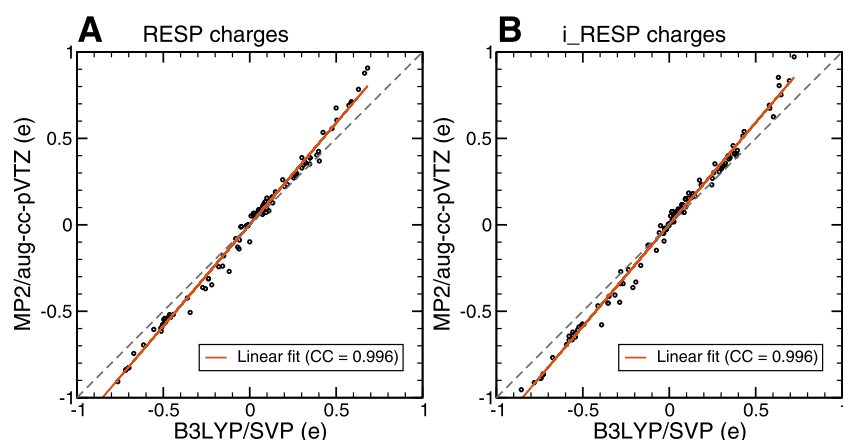 A RESP charges
B i_RESP charges
MP2/aug-cc-pVTZ (e)
1
0.5
0
-0.5
-1
Linear fit (CC = 0.996)
-1 -0.5 0 0.5 1
B3LYP/SVP (e)
MP2/aug-cc-pVTZ (e)
1
0.5
0
-0.5
-1
Linear fit (CC = 0.996)
-1 -0.5 0 0.5 1
B3LYP/SVP (e)